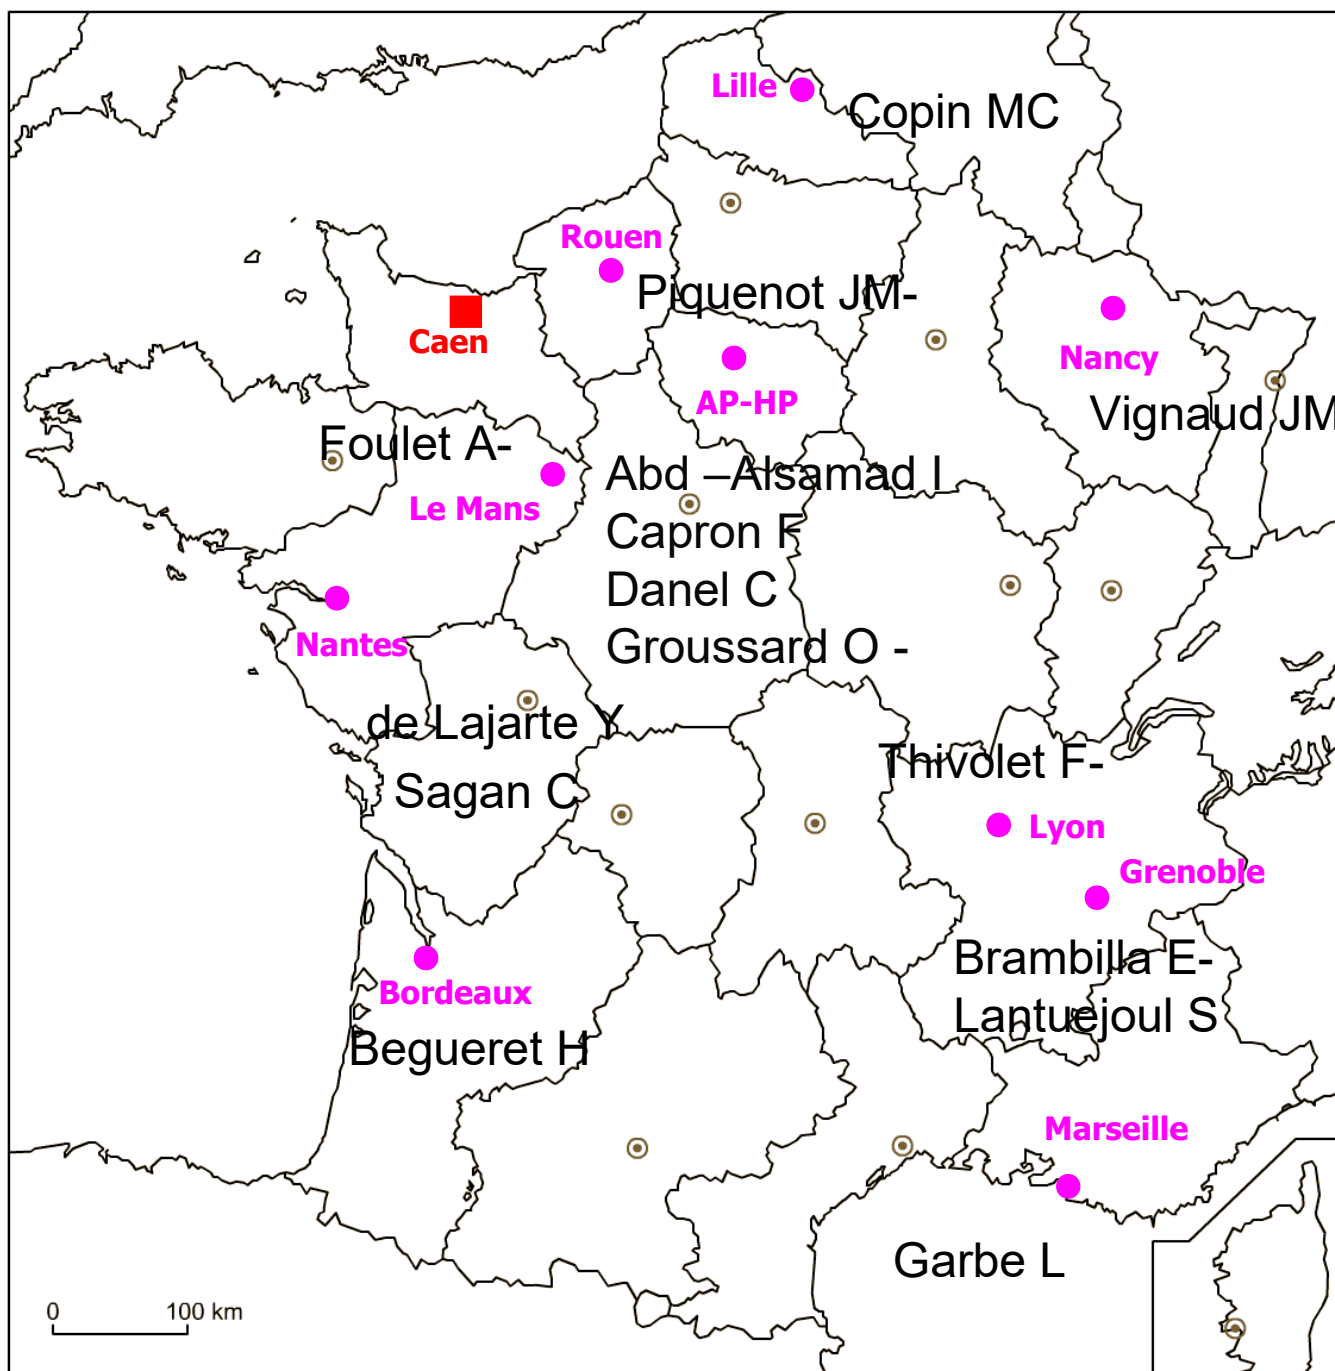 Lille
Copin MC
Rouen
Piquenot JM-
Caen
Nancy
AP-HP
Vignaud JM
Foulet A-
Le Mans
Abd –Alsamad I
Capron F
Danel C
Groussard O -
Nantes
de Lajarte Y
Sagan C
Thivolet F-
Lyon
Grenoble
Brambilla E-
Lantuejoul S
Bordeaux
Begueret H
Marseille
Garbe L
0 100 km